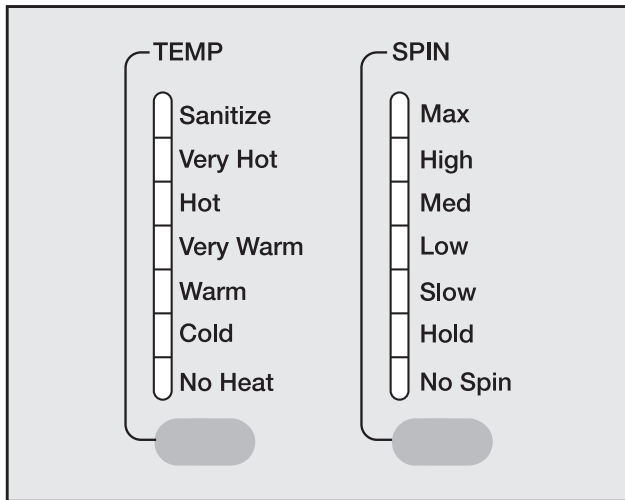 TEMP
Sanitize
Very Hot
Hot
Very Warm
Warm
Cold
No Heat
SPIN
Max
High
Med
Low
Slow
Hold
No Spin